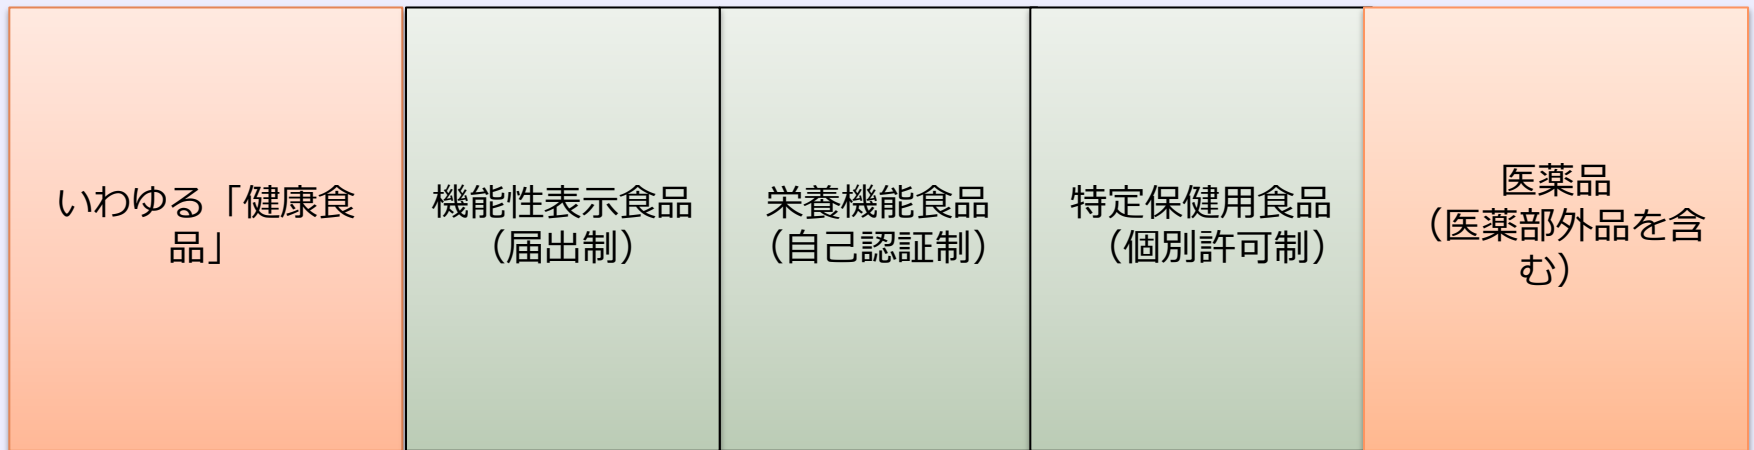 いわゆる「健康食
品」
機能性表示食品
（届出制）
栄養機能食品
（自己認証制）
特定保健用食品
（個別許可制）
医薬品
（医薬部外品を含
む）